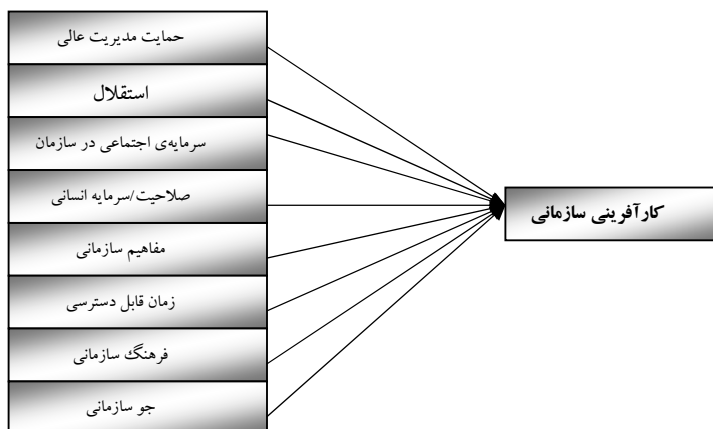 حمایت مدیریت عالی
استقلال
سرمایه‌ی اجتماعی در سازمان
صلاحیت/سرمایه انسانی
کارآفرینی سازمانی
مفاهیم سازمانی
زمان قابل دسترسی
فرهنگ سازمانی
جو سازمانی